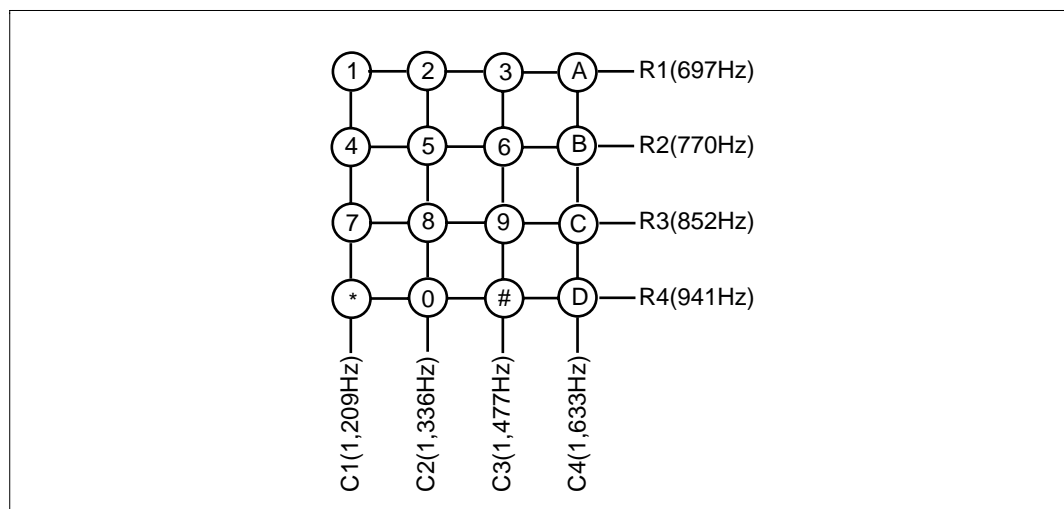 1 2 3 A R1(697Hz)
4 5 6 B R2(770Hz)
7 8 9 C R3(852Hz)
* 0 # D R4(941Hz)
C1(1,209Hz)
C2(1,336Hz)
C3(1,477Hz)
C4(1,633Hz)